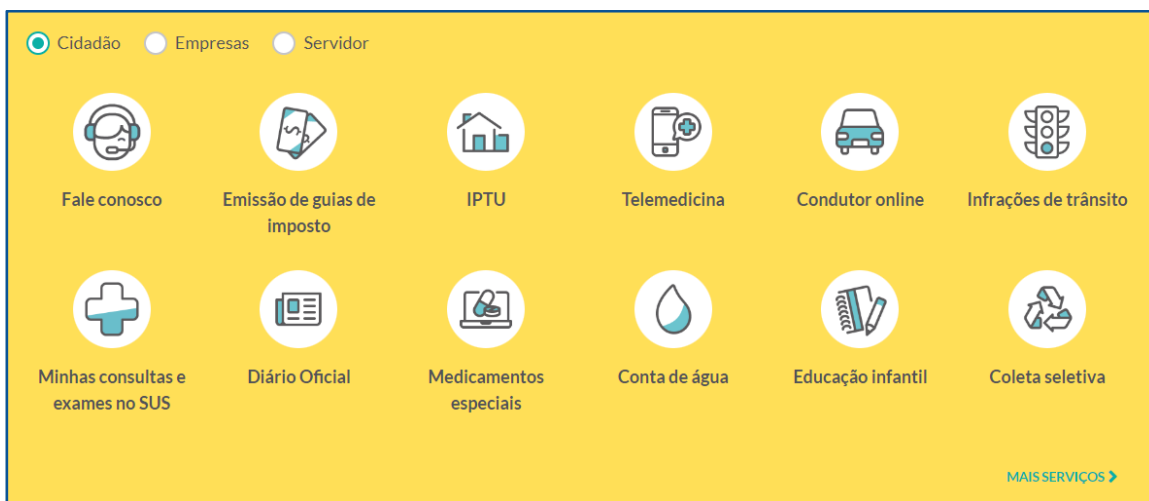 Cidadão Empresas Servidor
Fale conosco
Emissão de guias de
imposto
IPTU
Telemedicina
Condutor online
Infrações de trânsito
Minhas consultas e
exames no SUS
Diário Oficial
Medicamentos
especiais
Conta de água
Educação infantil
Coleta seletiva
MAIS SERVIÇOS